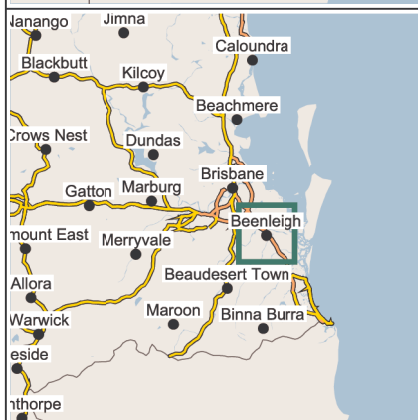 Nanango
Jimna
Caloundra
Blackbutt
Kilcoy
Beachmere
Crows Nest
Dundas
Brisbane
Gatton
Marburg
Beenleigh
mount East
Merryvale
Beaudesert Town
Allora
Maroon
Binna Burra
Warwick
eside
nthorpe